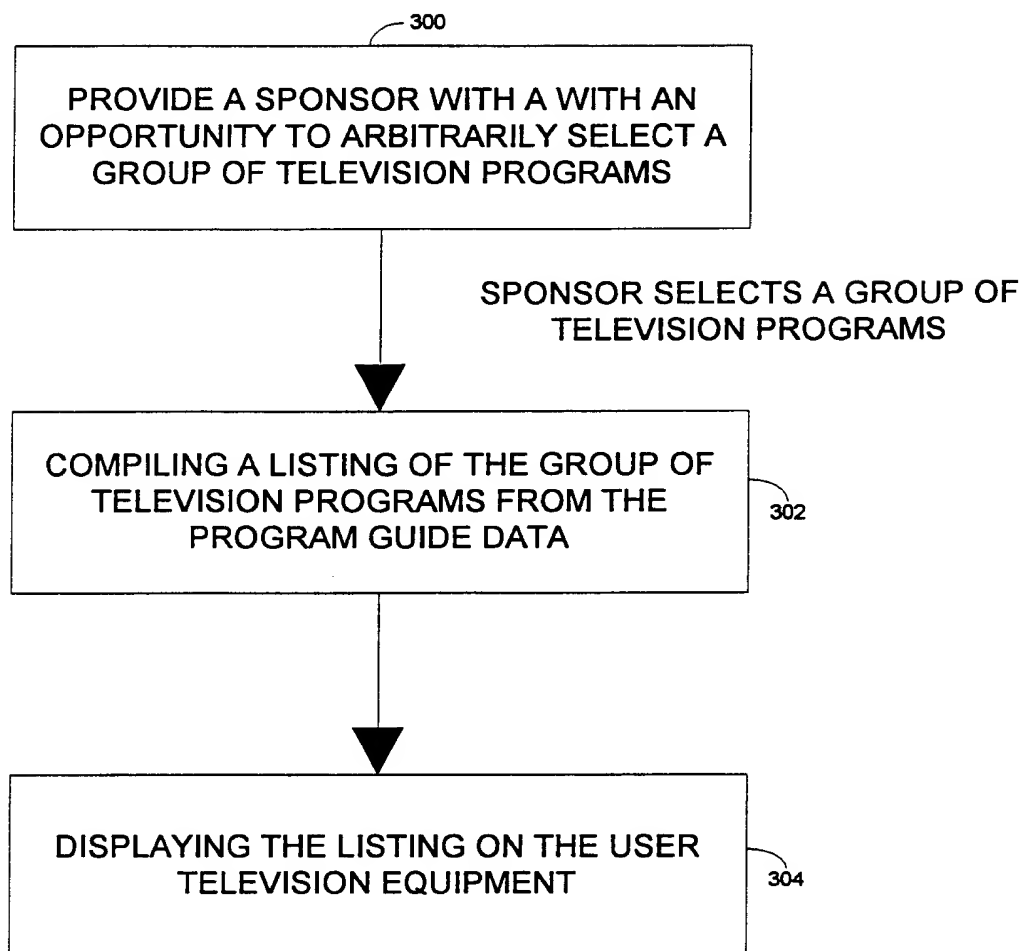 300
PROVIDE A SPONSOR WITH A WITH AN
OPPORTUNITY TO ARBITRARILY SELECT A
GROUP OF TELEVISION PROGRAMS
SPONSOR SELECTS A GROUP OF
TELEVISION PROGRAMS
COMPILING A LISTING OF THE GROUP OF
TELEVISION PROGRAMS FROM THE
PROGRAM GUIDE DATA
302
DISPLAYING THE LISTING ON THE USER
TELEVISION EQUIPMENT
304